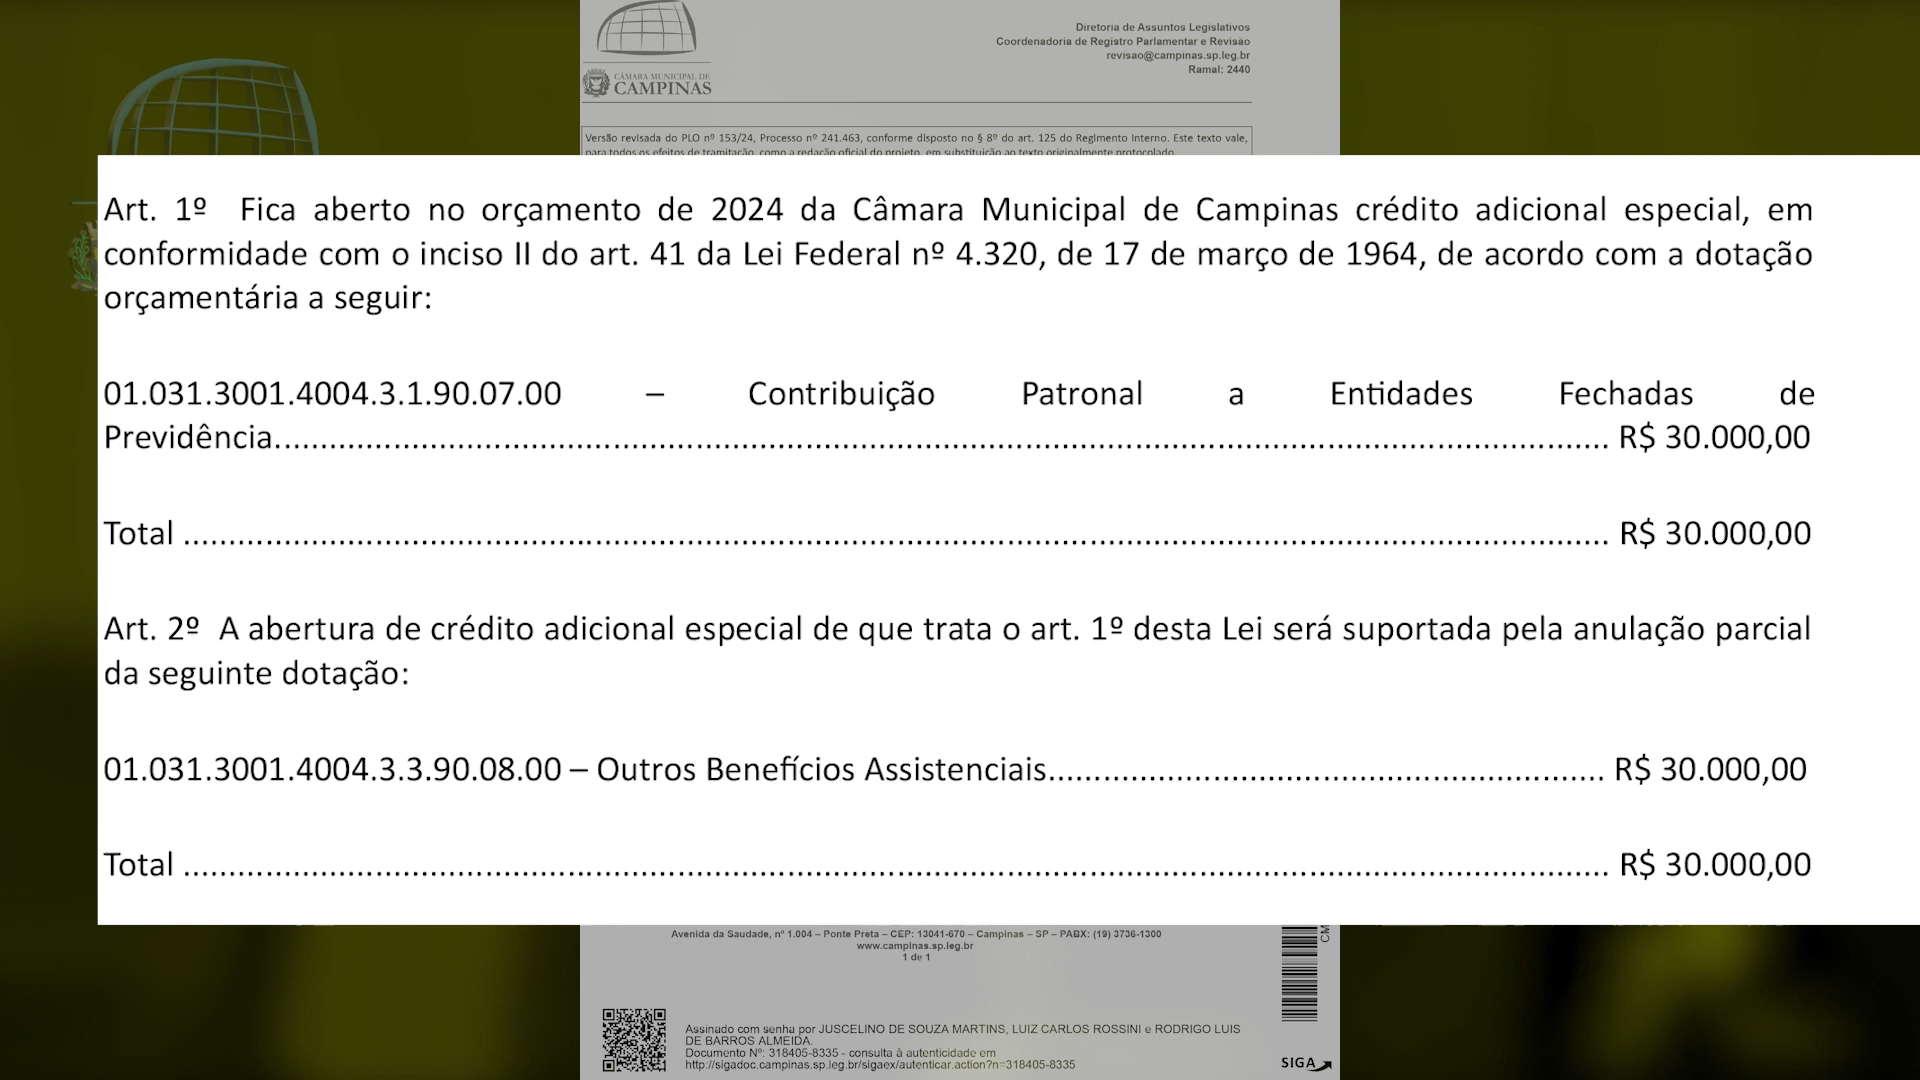 Diretoria de Assuntos Legislativos
Coordenadoria de Registro Parlamentar e Revisão
revisao@campinas.sp.leg.br
Ramal: 2440
CÂMARA MUNICIPAL DE
CAMPINAS
Versão revisada do PLO nº 153/24, Processo nº 241.463, conforme disposto no § 8º do art. 125 do Regimento Interno. Este texto vale,
para todos os efeitos de tramitação, como a redação oficial do projeto, em substituição ao texto originalmente protocolado.
Art. 1º Fica aberto no orçamento de 2024 da Câmara Municipal de Campinas crédito adicional especial, em
conformidade com o inciso II do art. 41 da Lei Federal nº 4.320, de 17 de março de 1964, de acordo com a dotação
orçamentária a seguir:
01.031.3001.4004.3.1.90.07.00 – Contribuição Patronal a Entidades Fechadas de
Previdência.................................................................................................................................................. R$ 30.000,00
Total ............................................................................................................................................................ R$ 30.000,00
Art. 2º A abertura de crédito adicional especial de que trata o art. 1º desta Lei será suportada pela anulação parcial
da seguinte dotação:
01.031.3001.4004.3.3.90.08.00 – Outros Benefícios Assistenciais............................................................. R$ 30.000,00
Total ............................................................................................................................................................ R$ 30.000,00
Avenida da Saudade, nº 1.004 – Ponte Preta – CEP: 13041-670 – Campinas – SP – PABX: (19) 3736-1300
www.campinas.sp.leg.br
1 de 1
CM
Assinado com senha por JUSCELINO DE SOUZA MARTINS, LUIZ CARLOS ROSSINI e RODRIGO LUIS
DE BARROS ALMEIDA.
Documento Nº: 318405-8335 - consulta à autenticidade em
http://sigadoc.campinas.sp.leg.br/sigaex/autenticar.action?n=318405-8335
SIGA